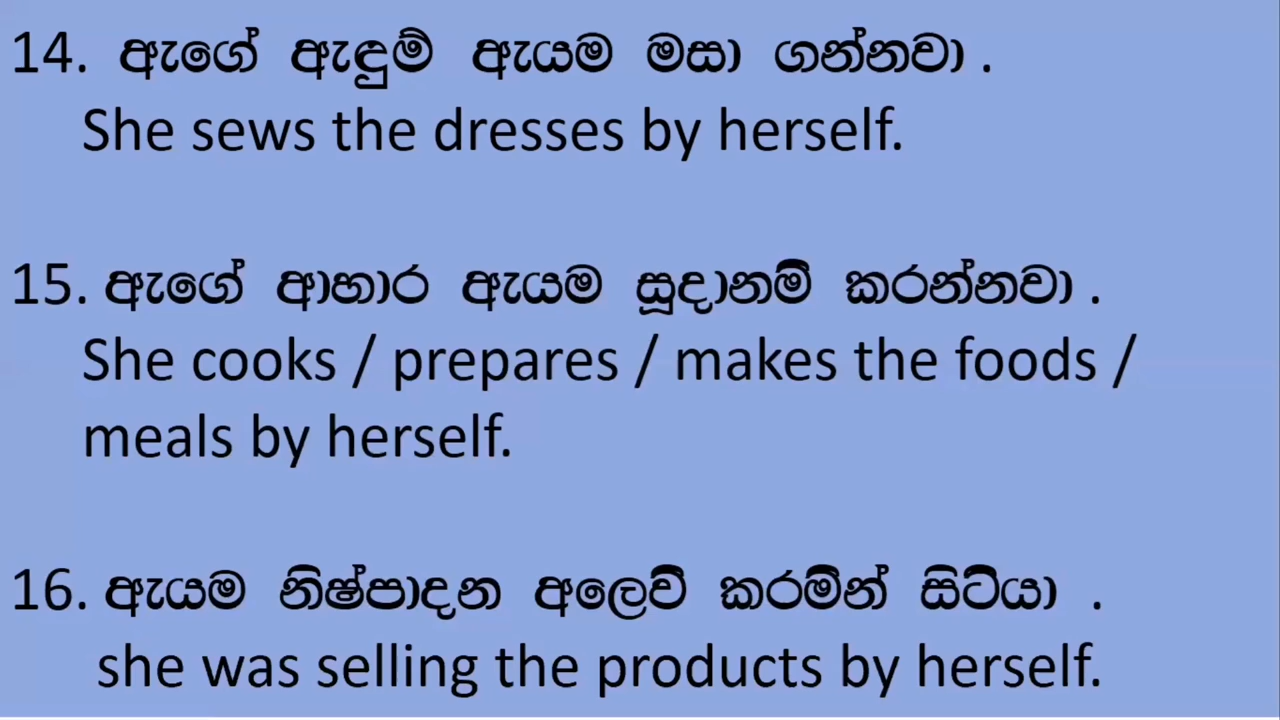 14. ඇගේ ඇඳුම් ඇයම මසා ගන්නවා .
She sews the dresses by herself.
15. ඇගේ ආහාර ඇයම සූදානම් කරන්නවා .
She cooks / prepares / makes the foods /
meals by herself.
16. ඇයම නිෂ්පාදන අලෙවි කරමින් සිටියා .
she was selling the products by herself.